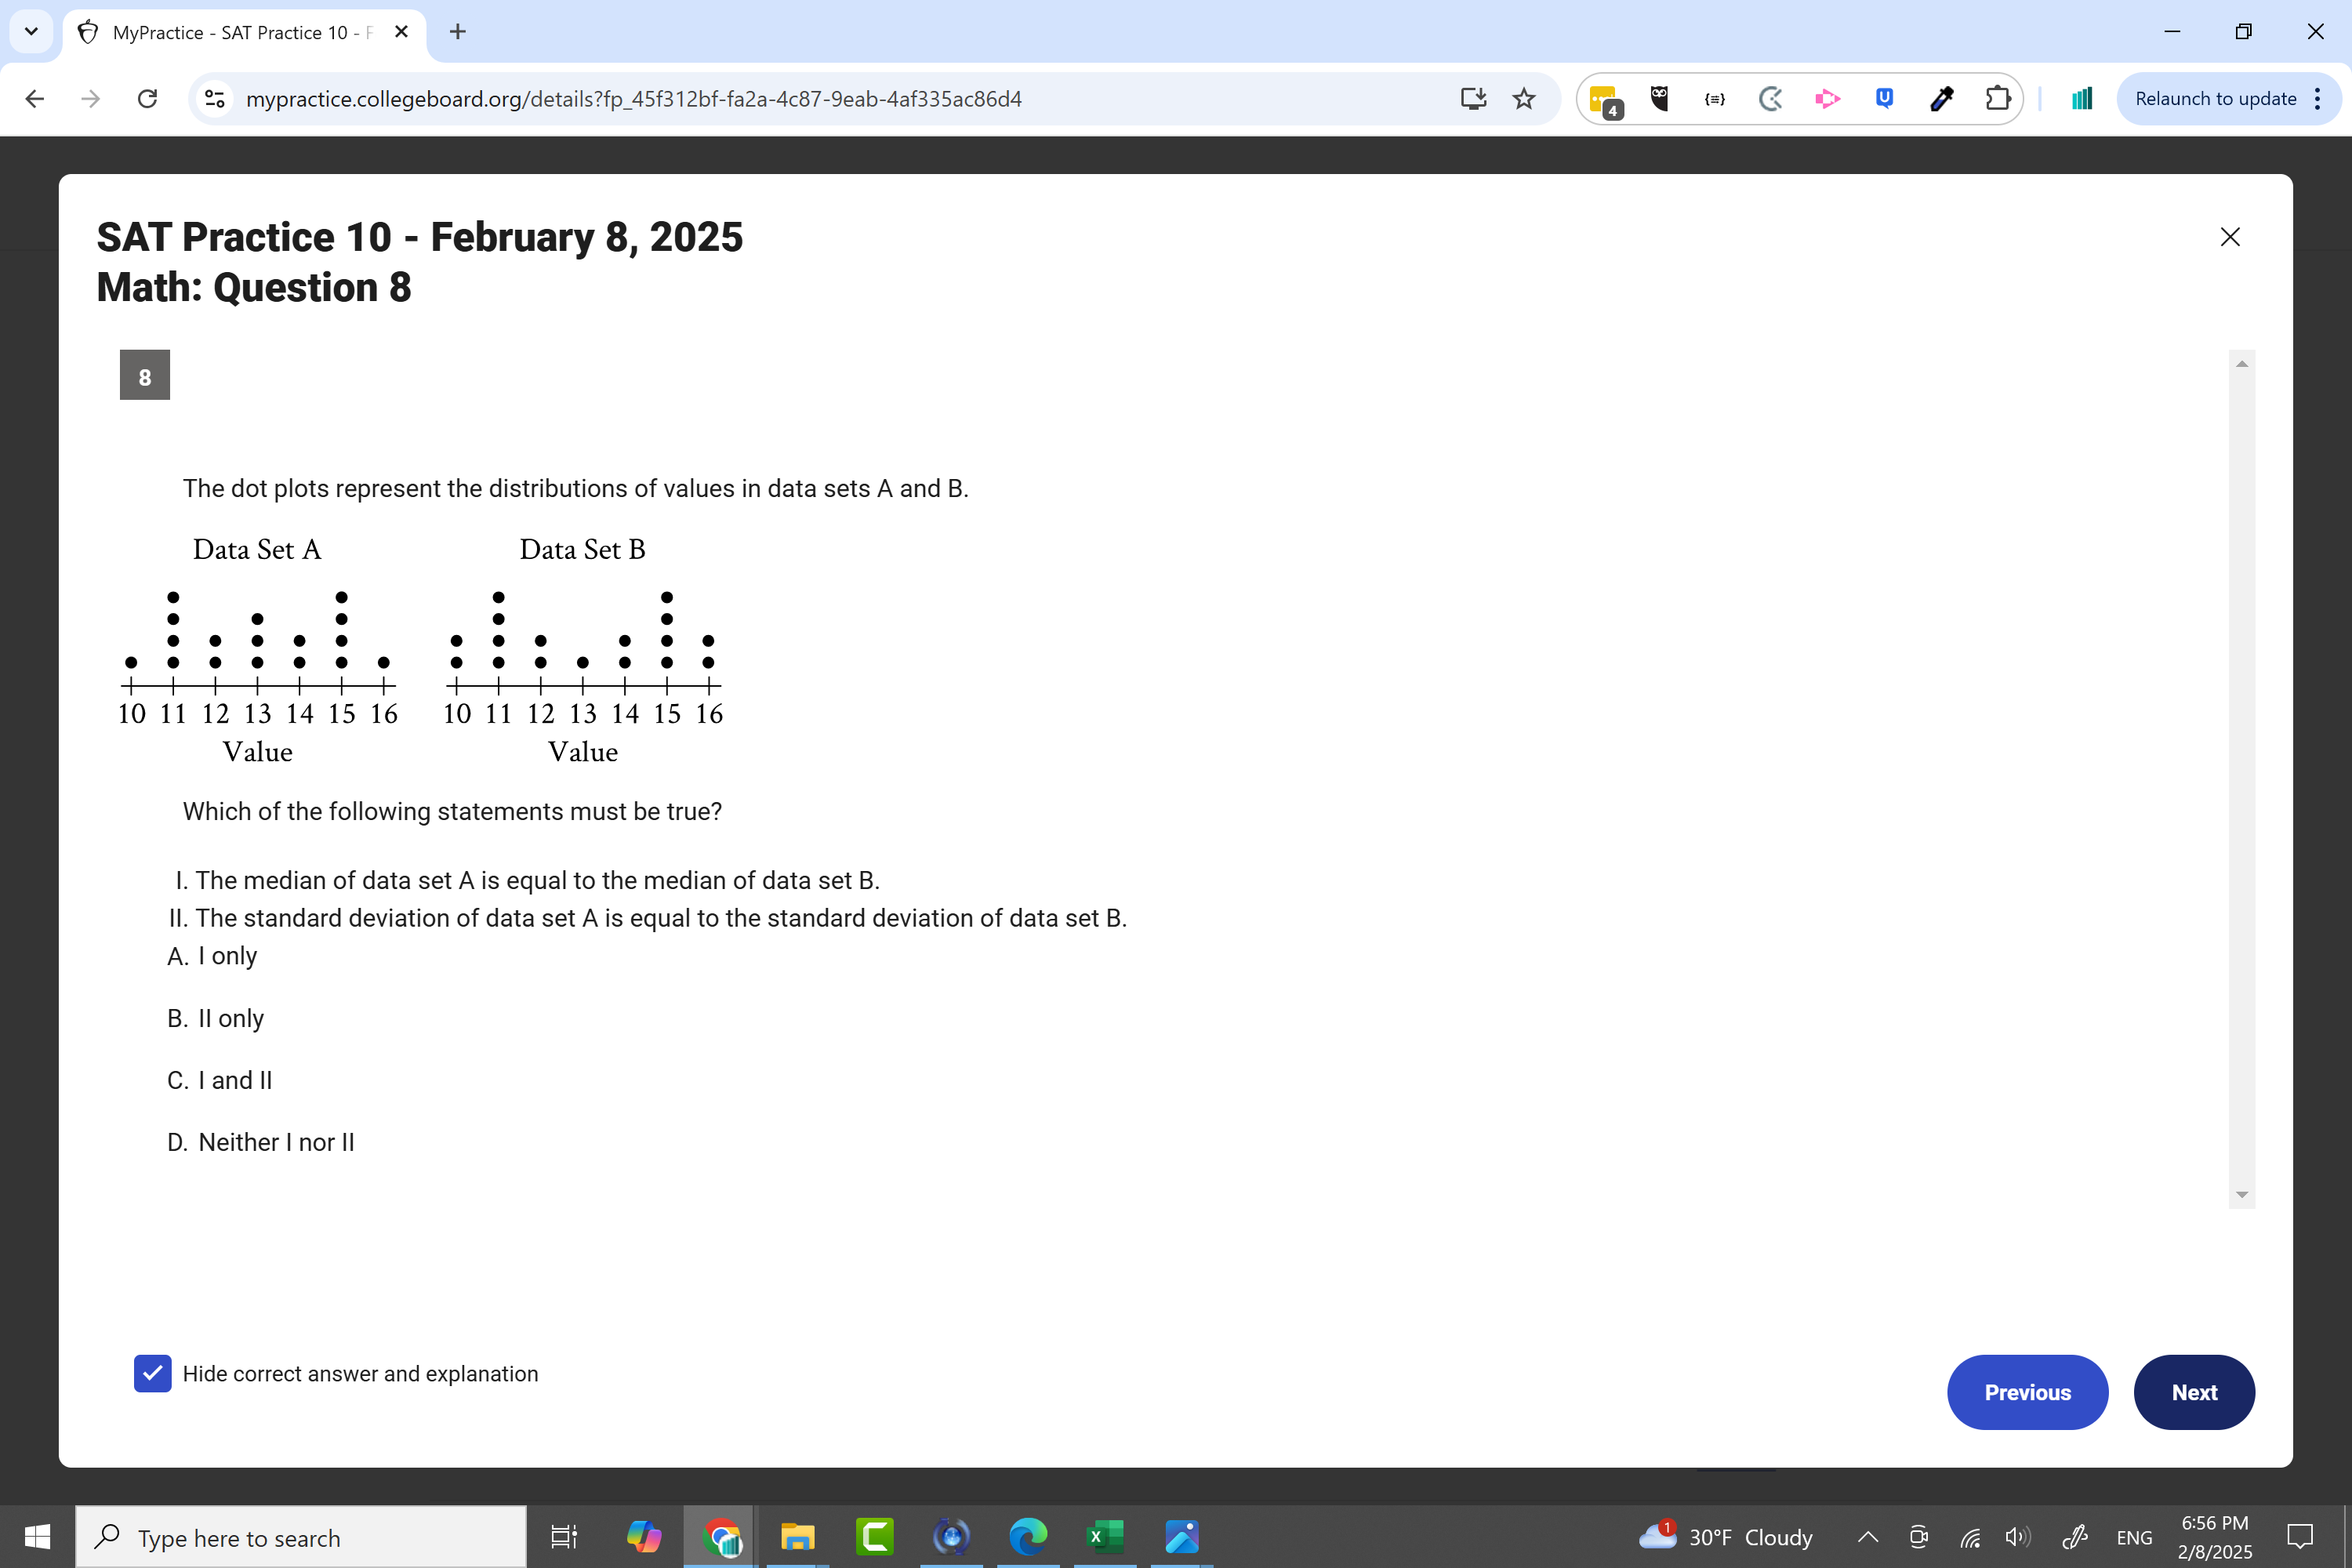 MyPractice - SAT Practice 10 - F
mypractice.collegeboard.org/details?fp_45f312bf-fa2a-4c87-9eab-4af335ac86d4
4
{≡}
U
Relaunch to update
SAT Practice 10 - February 8, 2025
Math: Question 8
8
The dot plots represent the distributions of values in data sets A and B.
Data Set A Data Set B
10 11 12 13 14 15 16 10 11 12 13 14 15 16
Value Value
Which of the following statements must be true?
I. The median of data set A is equal to the median of data set B.
II. The standard deviation of data set A is equal to the standard deviation of data set B.
A. I only
B. II only
C. I and II
D. Neither I nor II
Hide correct answer and explanation
Previous
Next
Type here to search
C
X
1
30°F Cloudy
ENG
6:56 PM
2/8/2025